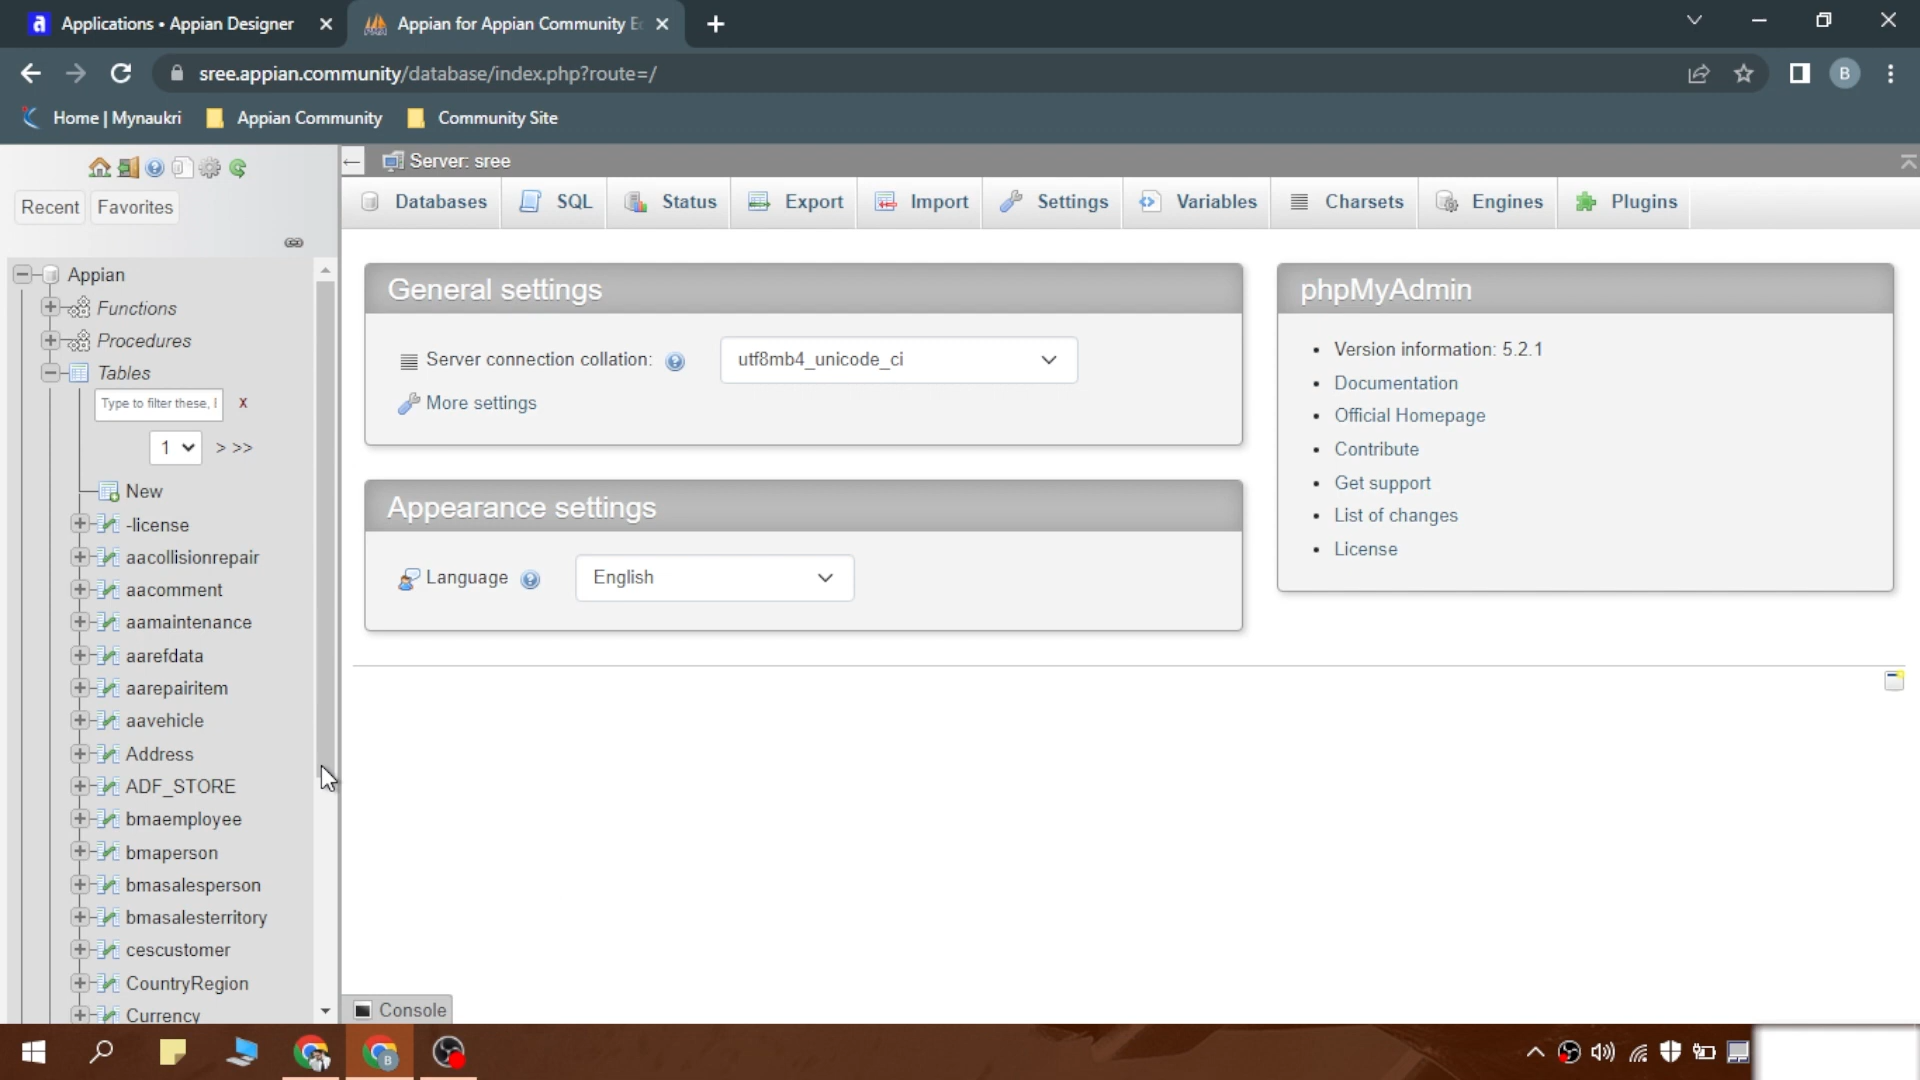 Applications • Appian Designer
Appian for Appian Community E
sree.appian.community/database/index.php?route=/
B
Home | Mynaukri
Appian Community
Community Site
Recent
Favorites
Appian
Functions
Procedures
Tables
Type to filter these, 
x
1
> >>
New
-license
aacollisionrepair
aacomment
aamaintenance
aarefdata
aarepairitem
aavehicle
Address
ADF_STORE
bmaemployee
bmaperson
bmasalesperson
bmasalesterritory
cescustomer
CountryRegion
Currency
Server: sree
Databases
SQL
Status
Export
Import
Settings
Variables
Charsets
Engines
Plugins
General settings
Server connection collation:
utf8mb4_unicode_ci
More settings
Appearance settings
Language
English
phpMyAdmin
• Version information: 5.2.1
• Documentation
• Official Homepage
• Contribute
• Get support
• List of changes
• License
Console
B